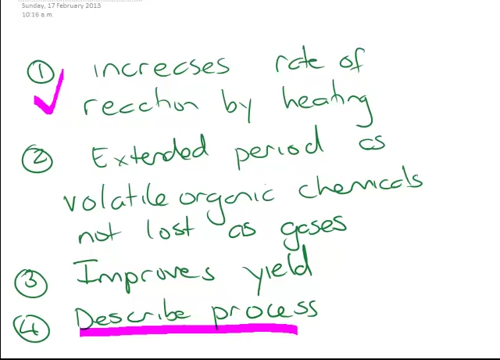 Sunday, 17 February 2013
10:16 a.m.
① increases rate of
reaction by heating
② Extended period as
volatile organic chemicals
not lost as gases
③ Improves yield
④ Describe process